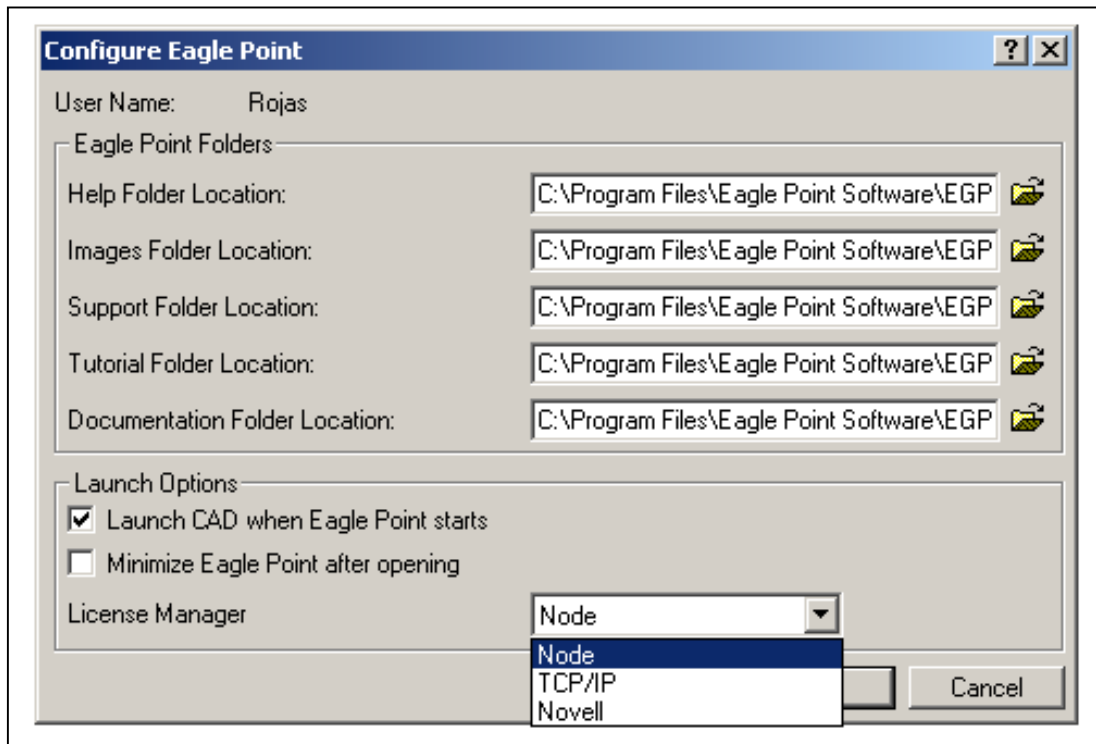 Configure Eagle Point
User Name: Rojas
Eagle Point Folders
Help Folder Location: C:\Program Files\Eagle Point Software\EGP
Images Folder Location: C:\Program Files\Eagle Point Software\EGP
Support Folder Location: C:\Program Files\Eagle Point Software\EGP
Tutorial Folder Location: C:\Program Files\Eagle Point Software\EGP
Documentation Folder Location: C:\Program Files\Eagle Point Software\EGP
Launch Options
Launch CAD when Eagle Point starts
Minimize Eagle Point after opening
License Manager Node
Node
TCP/IP
Novell
Cancel